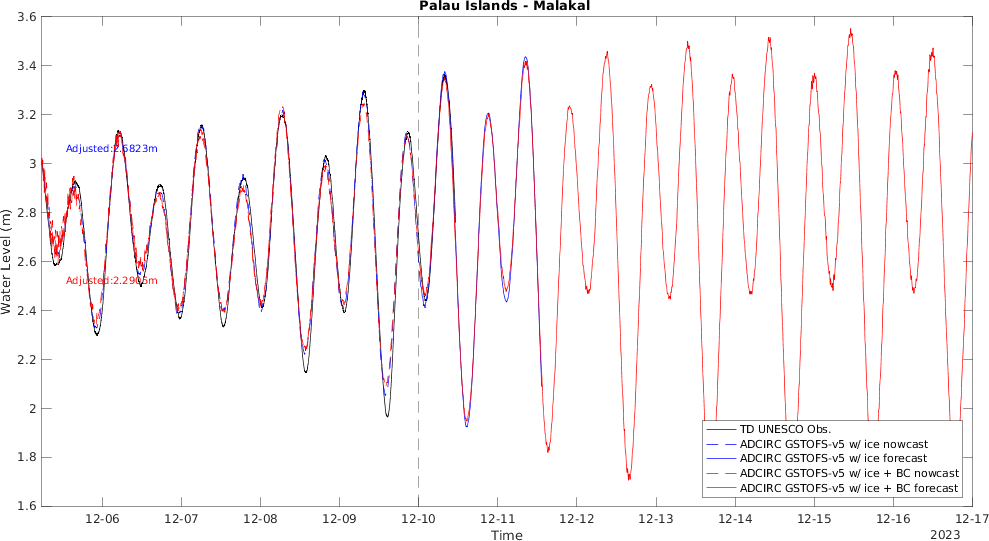 Palau Islands - Malakal
3.6
3.4
3.2
3
2.8
2.6
2.4
2.2
2
1.8
1.6
Water Level (m)
Adjusted:2.6823m
Adjusted:2.2905m
TD UNESCO Obs.
ADCIRC GSTOFS-v5 w/ ice nowcast
ADCIRC GSTOFS-v5 w/ ice forecast
ADCIRC GSTOFS-v5 w/ ice + BC nowcast
ADCIRC GSTOFS-v5 w/ ice + BC forecast
12-06 12-07 12-08 12-09 12-10 12-11 12-12 12-13 12-14 12-15 12-16 12-17
Time
2023